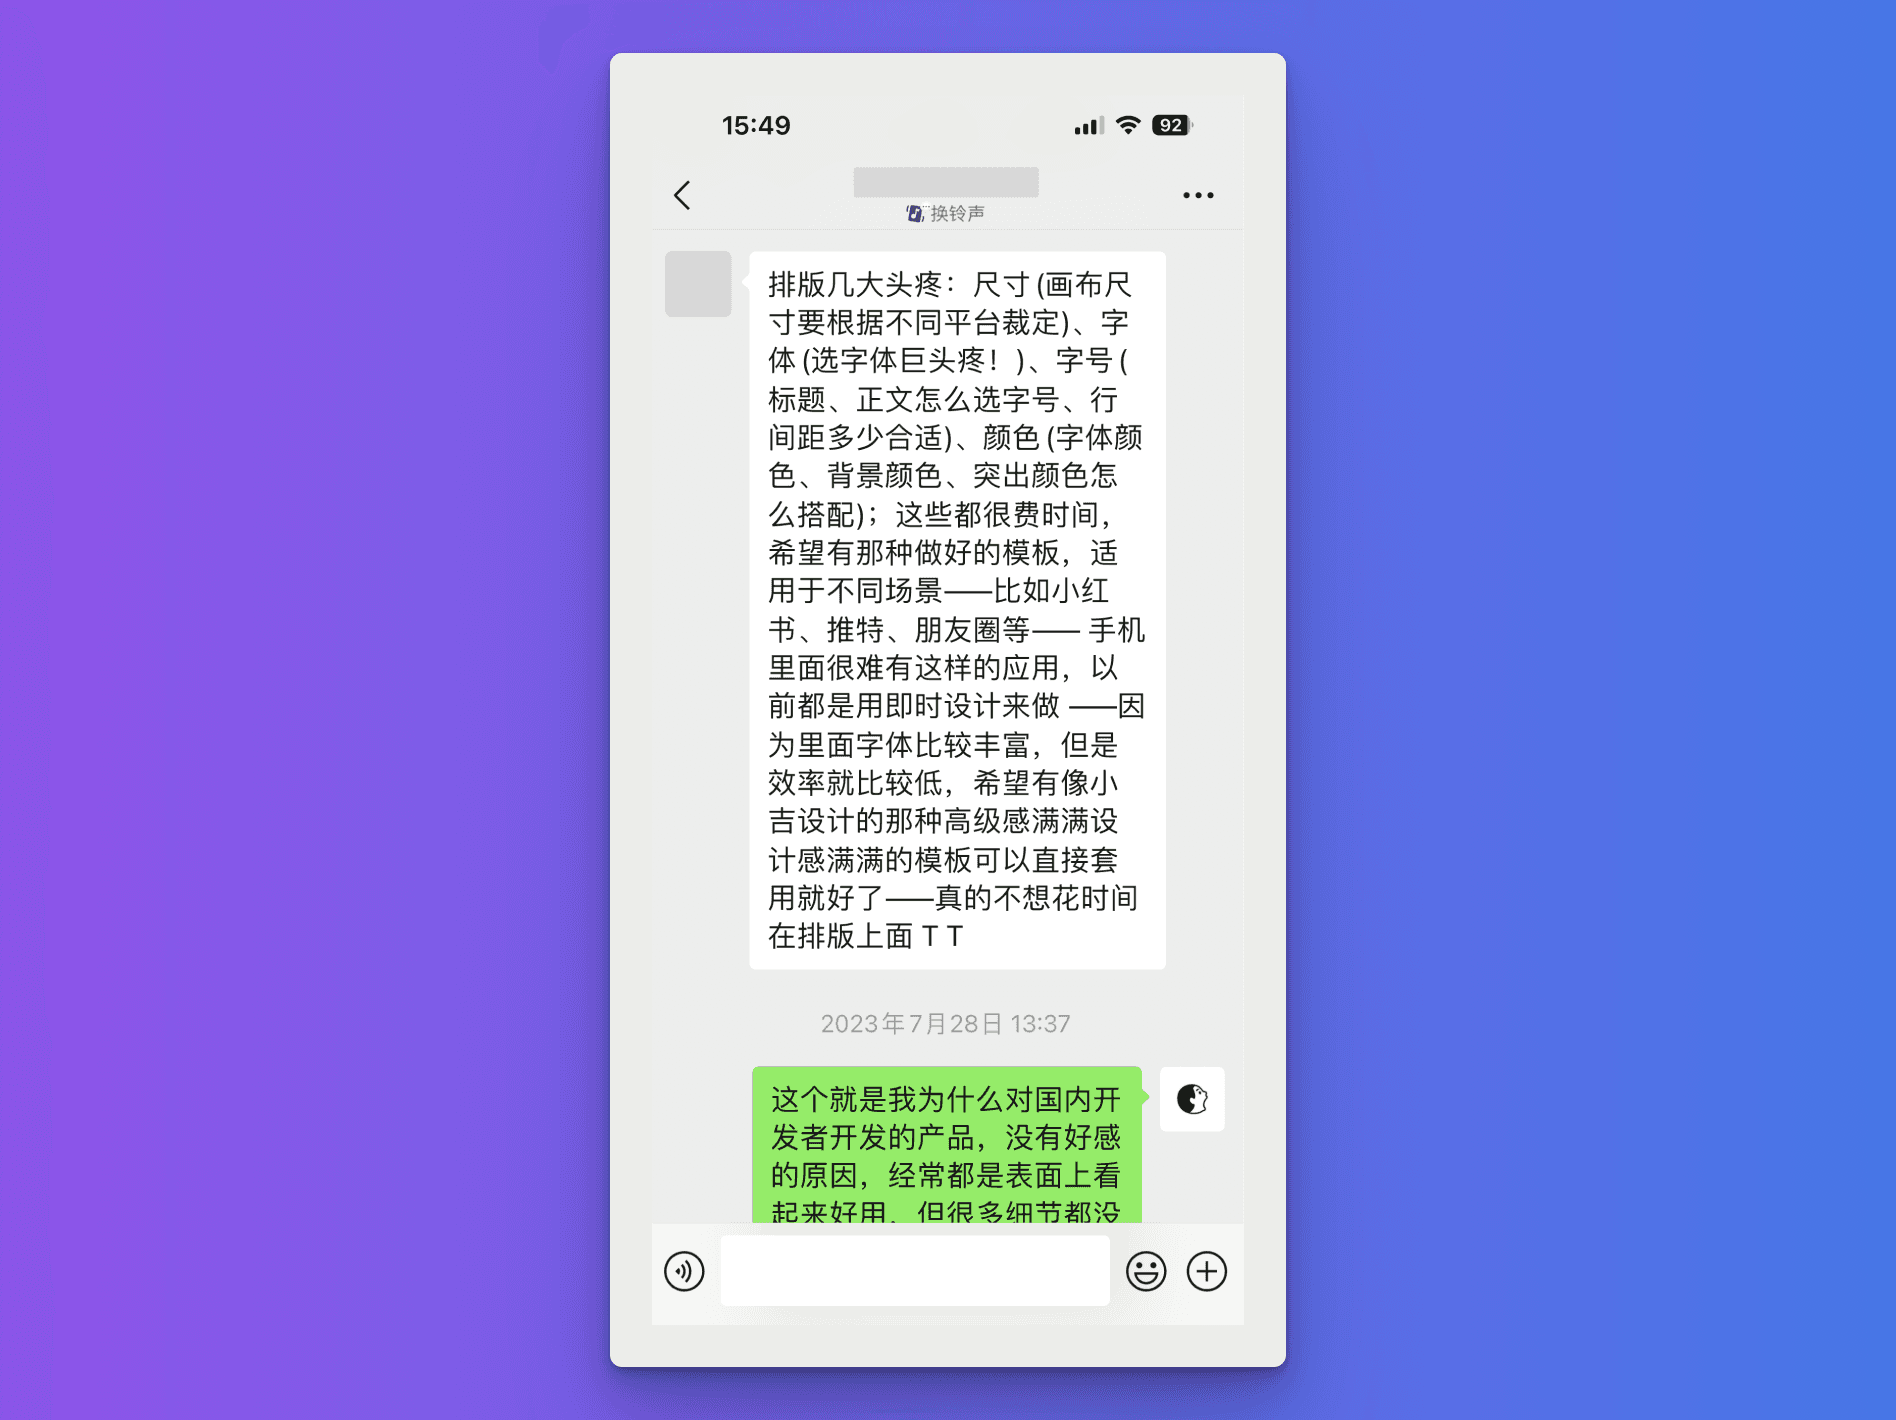 15:49
92
换铃声
排版几大头疼：尺寸(画布尺
寸要根据不同平台裁定)、字
体(选字体巨头疼！)、字号(
标题、正文怎么选字号、行
间距多少合适)、颜色(字体颜
色、背景颜色、突出颜色怎
么搭配)；这些都很费时间，
希望有那种做好的模板，适
用于不同场景——比如小红
书、推特、朋友圈等—— 手机
里面很难有这样的应用，以
前都是用即时设计来做 ——因
为里面字体比较丰富，但是
效率就比较低，希望有像小
吉设计的那种高级感满满设
计感满满的模板可以直接套
用就好了——真的不想花时间
在排版上面 T T
2023年7月28日 13:37
这个就是我为什么对国内开
发者开发的产品，没有好感
的原因，经常都是表面上看
起来好用，但很多细节都没